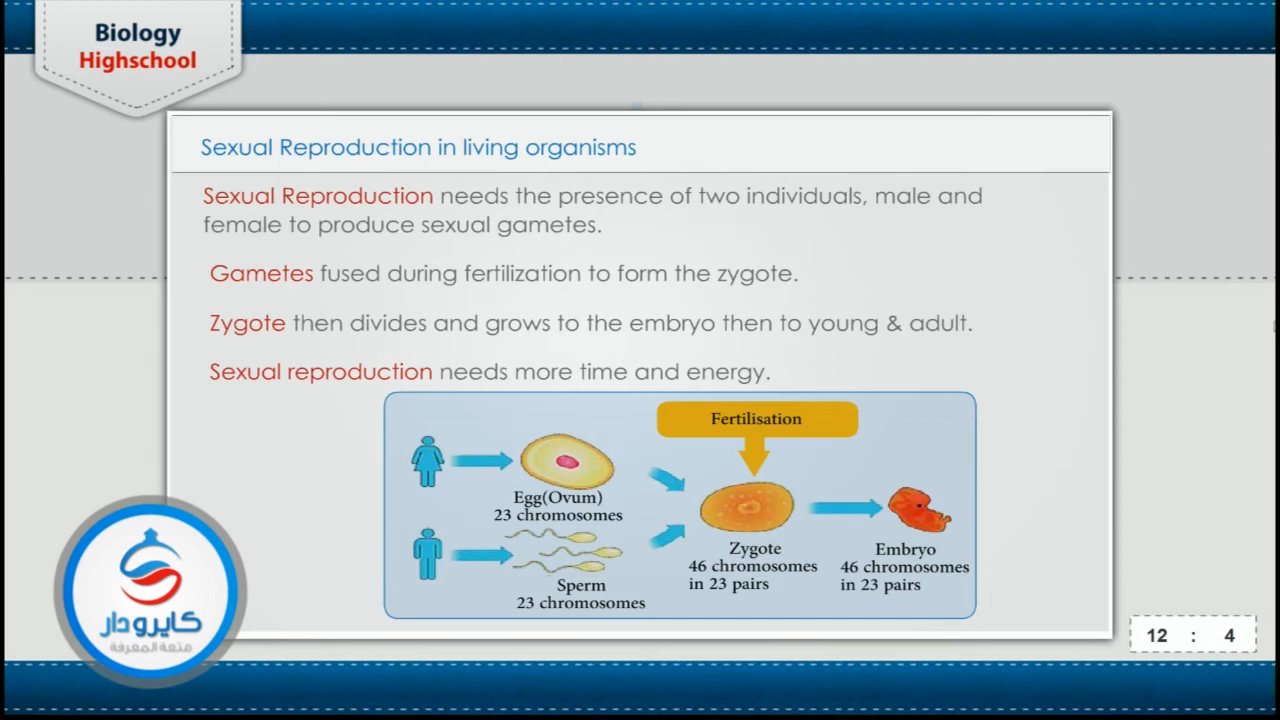 Biology
Highschool
Sexual Reproduction in living organisms
Sexual Reproduction needs the presence of two individuals, male and
female to produce sexual gametes.
Gametes fused during fertilization to form the zygote.
Zygote then divides and grows to the embryo then to young & adult.
Sexual reproduction needs more time and energy.
Fertilisation
Egg(Ovum)
23 chromosomes
Sperm
23 chromosomes
Zygote
46 chromosomes
in 23 pairs
Embryo
46 chromosomes
in 23 pairs
كايرودار
متعة المعرفة
12 : 4